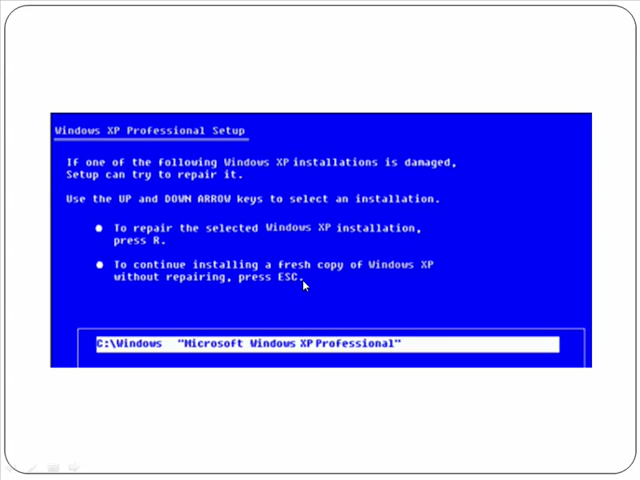 Windows XP Professional Setup
If one of the following Windows XP installations is damaged,
Setup can try to repair it.
Use the UP and DOWN ARROW keys to select an installation.
To repair the selected Windows XP installation,
press R.
To continue installing a fresh copy of Windows XP
without repairing, press ESC.
C:\Windows "Microsoft Windows XP Professional"